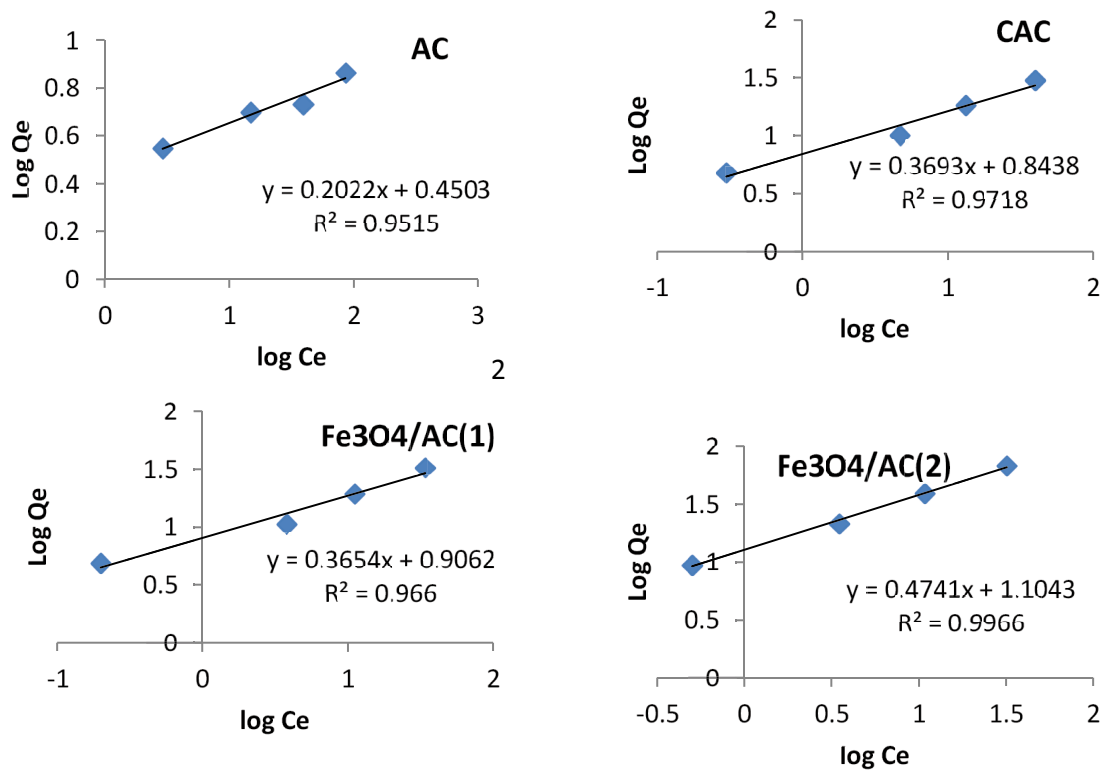 AC
1
0.8
0.6
0.4
0.2
0
Log Qe
y = 0.2022x + 0.4503
R² = 0.9515
0 1 2 3
log Ce
CAC
2
1.5
1
0.5
0
Log Qe
y = 0.3693x + 0.8438
R² = 0.9718
-1 0 1 2
log Ce
2
Fe3O4/AC(1)
2
1.5
1
0.5
0
Log Qe
y = 0.3654x + 0.9062
R² = 0.966
-1 0 1 2
log Ce
Fe3O4/AC(2)
2
1.5
1
0.5
0
Log Qe
y = 0.4741x + 1.1043
R² = 0.9966
-0.5 0 0.5 1 1.5 2
log Ce